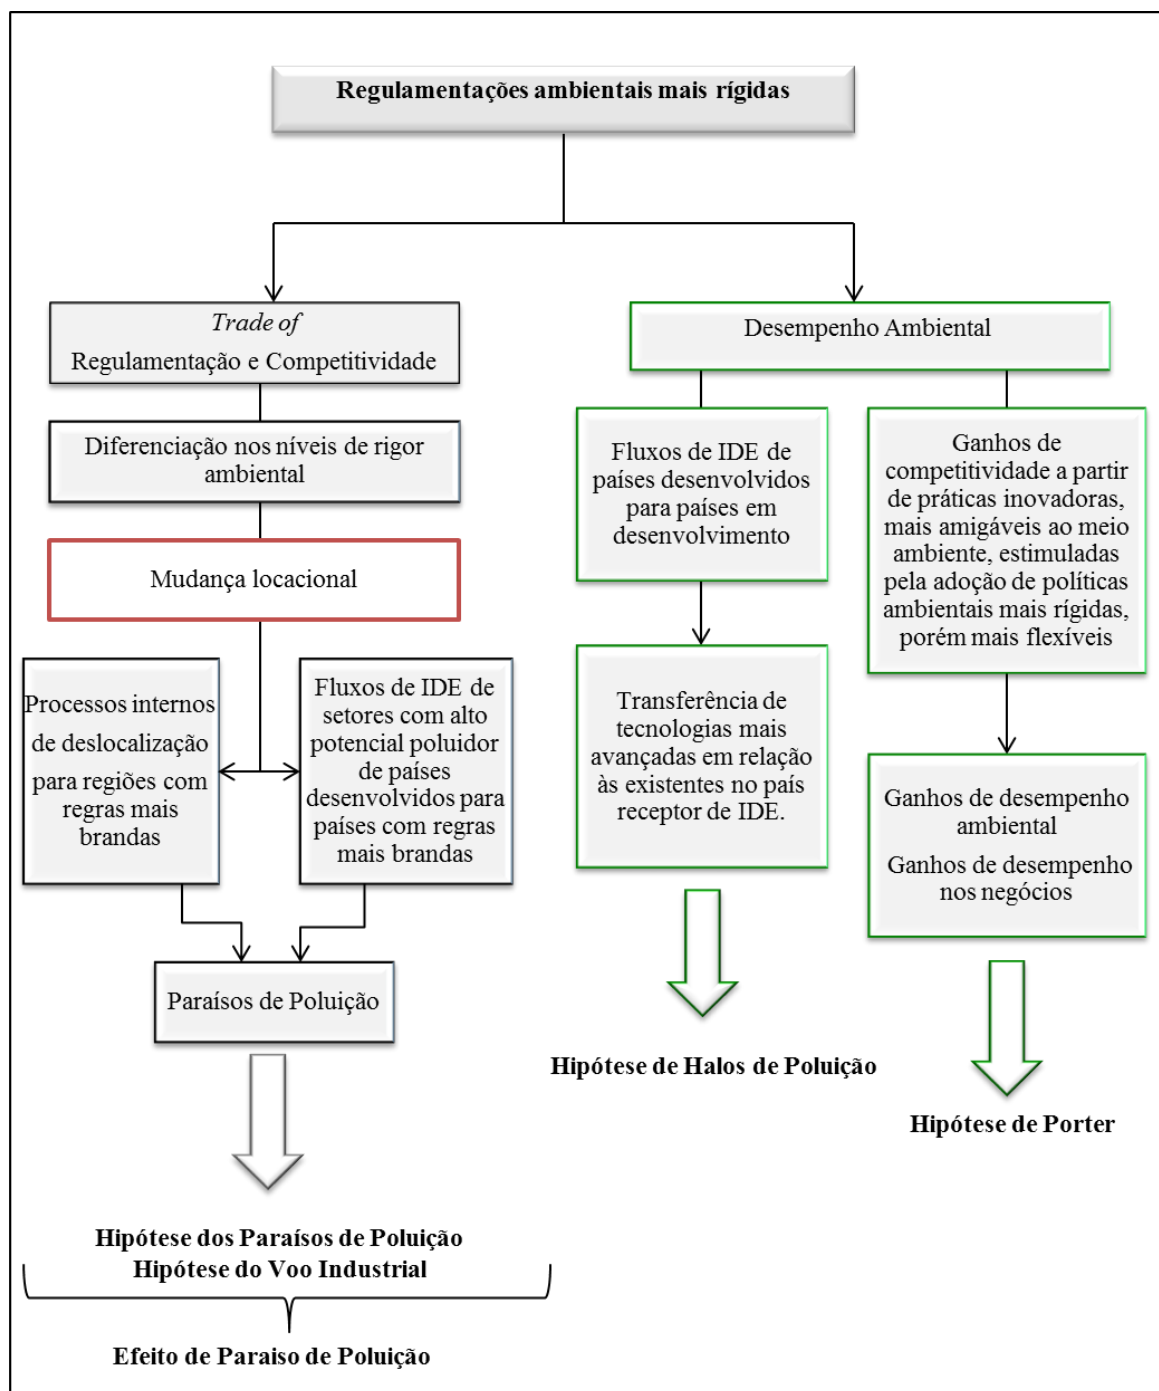 Regulamentações ambientais mais rígidas
Trade of
Regulamentação e Competitividade
Diferenciação nos níveis de rigor
ambiental
Mudança locacional
Processos internos
de deslocalização
para regiões com
regras mais
brandas
Fluxos de IDE de
setores com alto
potencial poluidor
de países
desenvolvidos para
países com regras
mais brandas
Paraísos de Poluição
Hipótese dos Paraísos de Poluição
Hipótese do Voo Industrial
Efeito de Paraiso de Poluição
Desempenho Ambiental
Fluxos de IDE de
países desenvolvidos
para países em
desenvolvimento
Transferência de
tecnologias mais
avançadas em relação
às existentes no país
receptor de IDE.
Hipótese de Halos de Poluição
Ganhos de
competitividade a partir
de práticas inovadoras,
mais amigáveis ao meio
ambiente, estimuladas
pela adoção de políticas
ambientais mais rígidas,
porém mais flexíveis
Ganhos de desempenho
ambiental
Ganhos de desempenho
nos negócios
Hipótese de Porter